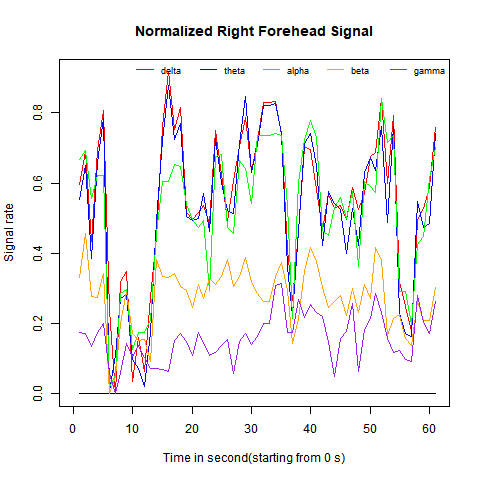 Normalized Right Forehead Signal
delta theta alpha beta gamma
Signal rate
0.0 0.2 0.4 0.6 0.8
0 10 20 30 40 50 60
Time in second(starting from 0 s)